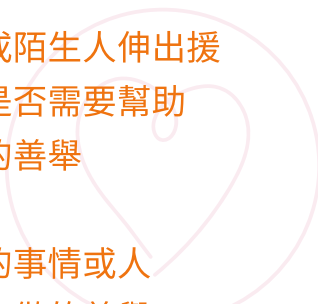 或陌生人伸出援
是否需要幫助
的善舉
的事情或人